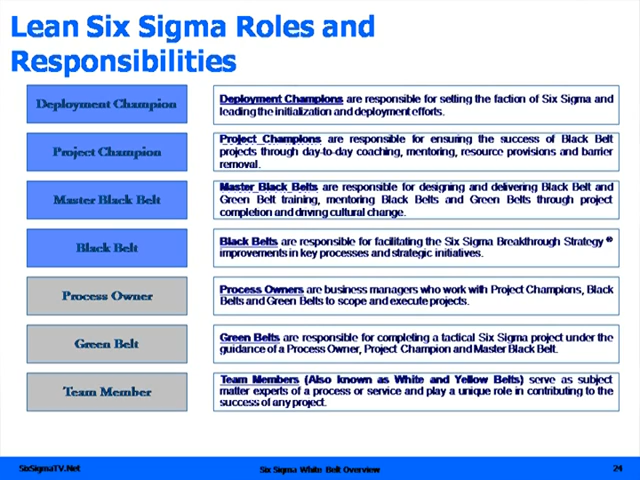 Lean Six Sigma Roles and
Responsibilities
Deployment Champion
Deployment Champions are responsible for setting the faction of Six Sigma and
leading the initialization and deployment efforts.
Project Champion
Project Champions are responsible for ensuring the success of Black Belt
projects through day-to-day coaching, mentoring, resource provisions and barrier
removal.
Master Black Belt
Master Black Belts are responsible for designing and delivering Black Belt and
Green Belt training, mentoring Black Belts and Green Belts through project
completion and driving cultural change.
Black Belt
Black Belts are responsible for facilitating the Six Sigma Breakthrough Strategy ®
improvements in key processes and strategic initiatives.
Process Owner
Process Owners are business managers who work with Project Champions, Black
Belts and Green Belts to scope and execute projects.
Green Belt
Green Belts are responsible for completing a tactical Six Sigma project under the
guidance of a Process Owner, Project Champion and Master Black Belt.
Team Member
Team Members (Also known as White and Yellow Belts) serve as subject
matter experts of a process or service and play a unique role in contributing to the
success of any project.
SixSigmaTV.Net
Six Sigma White Belt Overview
24